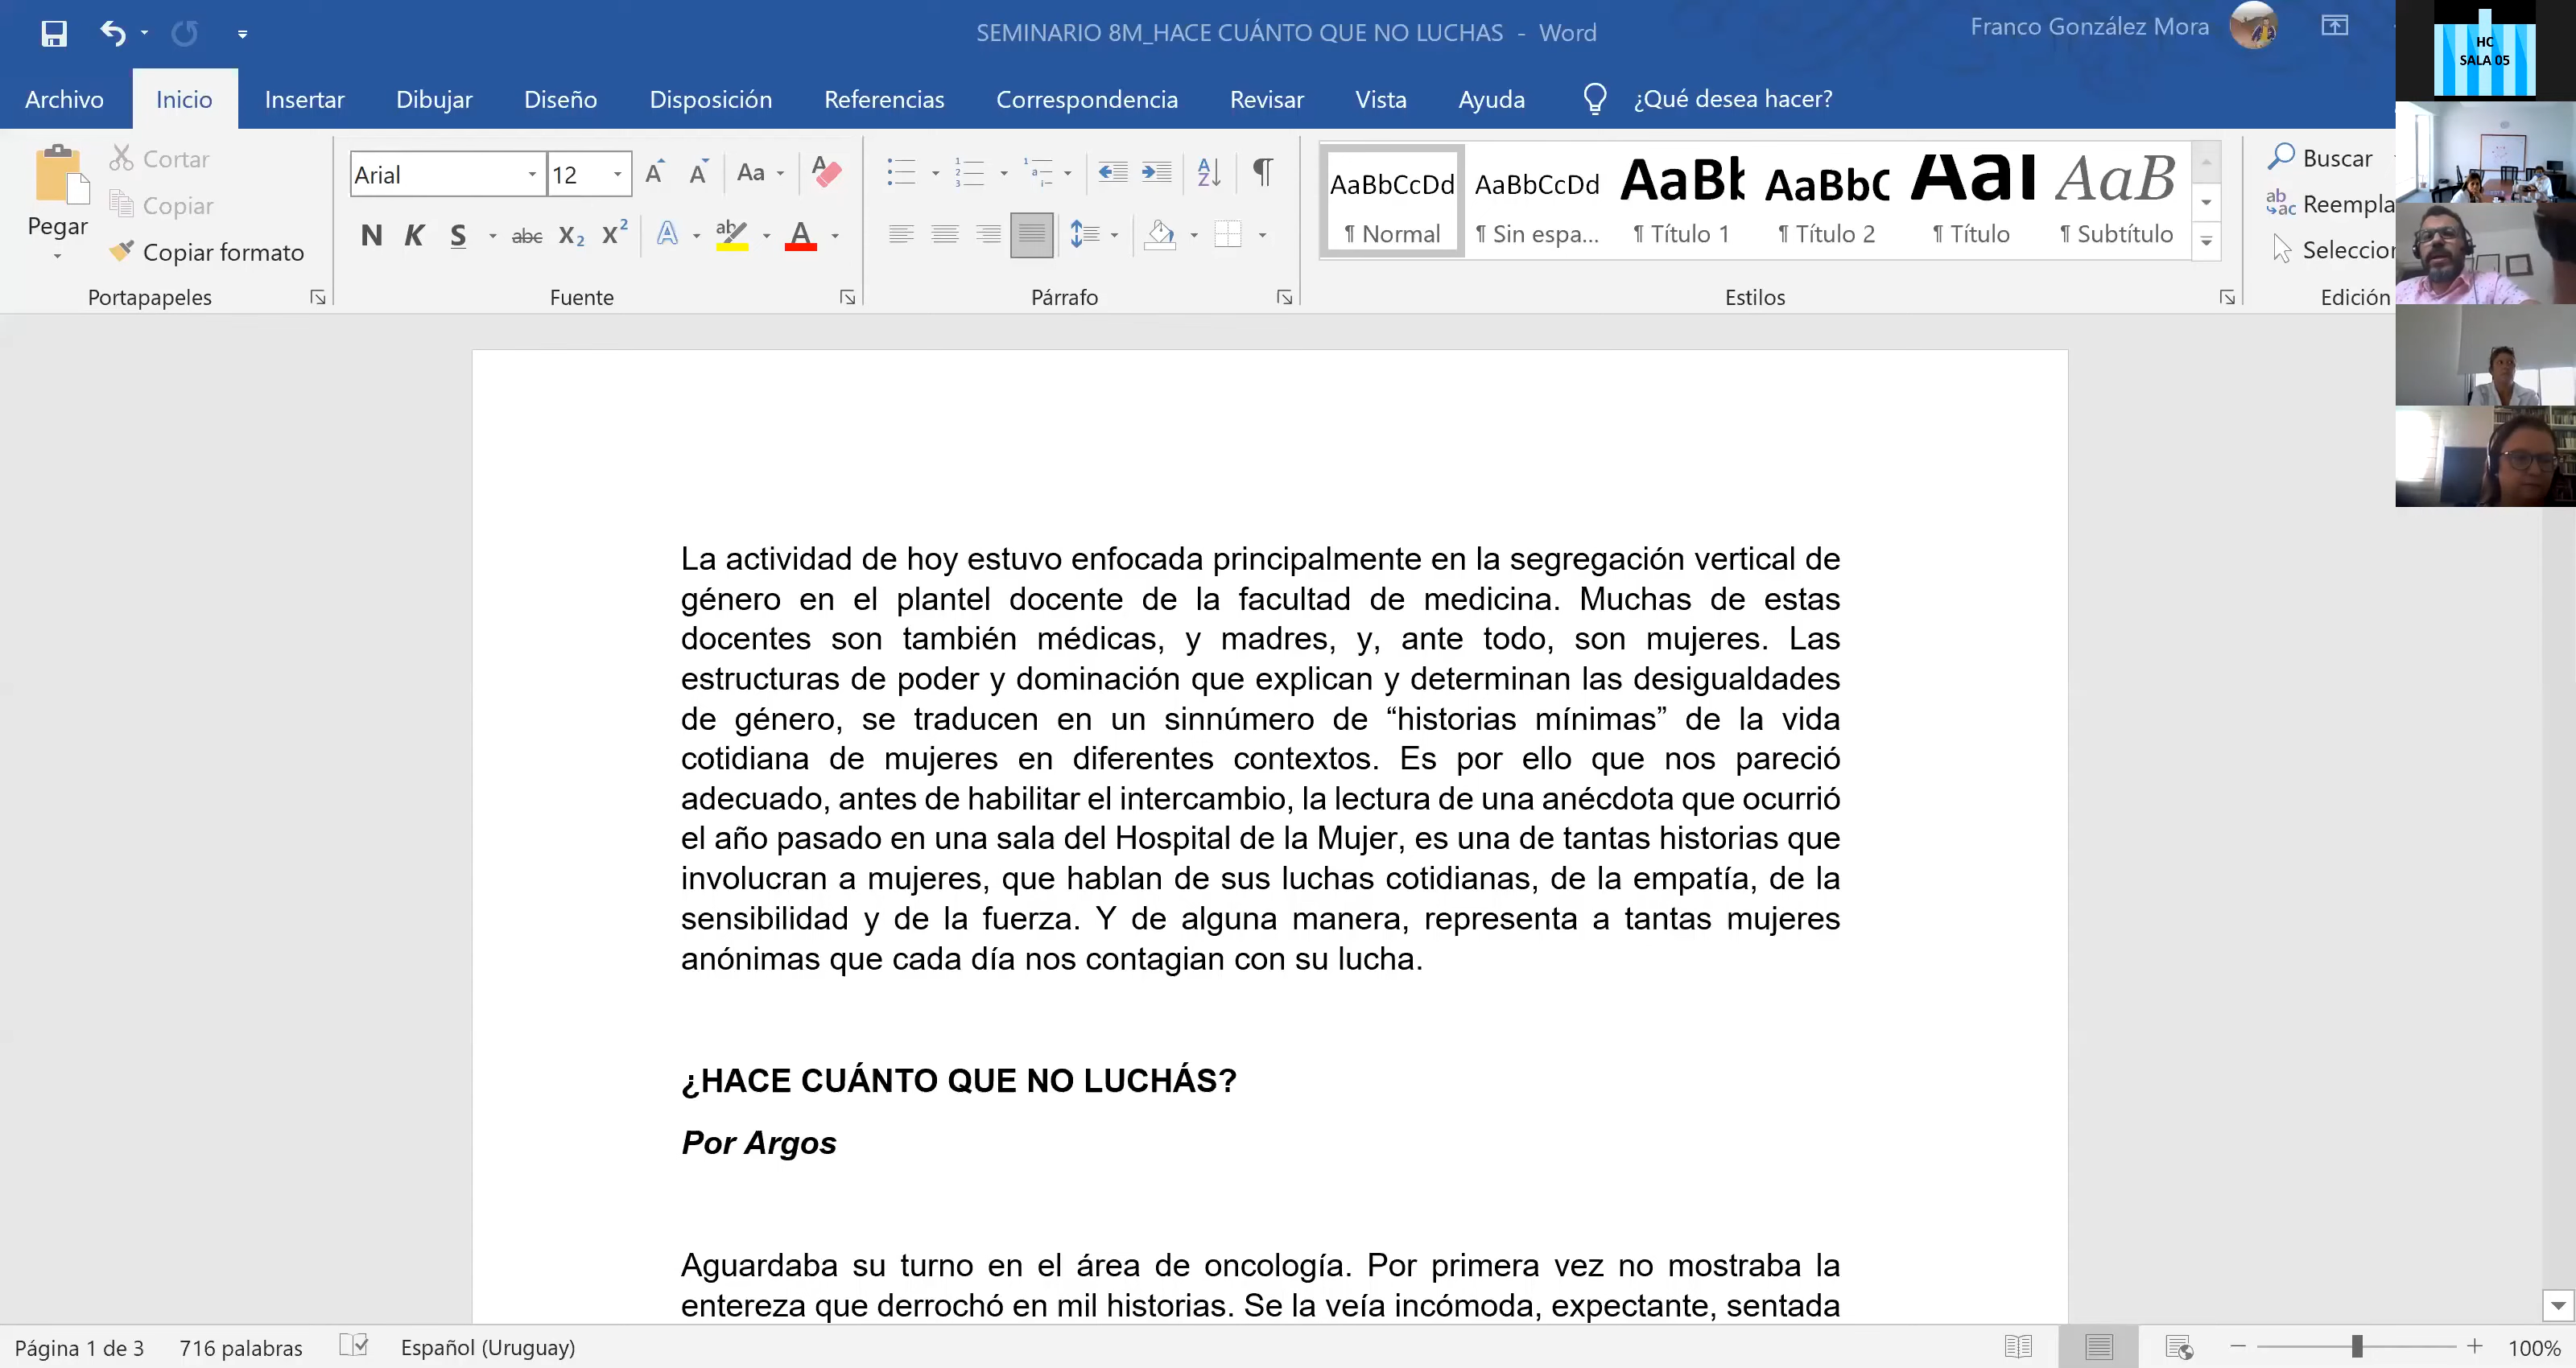 SEMINARIO 8M_HACE CUÁNTO QUE NO LUCHAS - Word
Franco González Mora
HC
SALA 05
Archivo Inicio Insertar Dibujar Diseño Disposición Referencias Correspondencia Revisar Vista Ayuda ¿Qué desea hacer?
Pegar
Cortar
Copiar
Copiar formato
Portapapeles
Arial 12
Aa
N K S abc X₂ X² A ab A
Fuente
Párrafo
AaBbCcDd AaBbCcDd AaBb AaBbC AaI AaB
¶ Normal ¶ Sin espa... ¶ Título 1 ¶ Título 2 ¶ Título ¶ Subtítulo
Estilos
Buscar
Reempla
Seleccion
Edición
La actividad de hoy estuvo enfocada principalmente en la segregación vertical de
género en el plantel docente de la facultad de medicina. Muchas de estas
docentes son también médicas, y madres, y, ante todo, son mujeres. Las
estructuras de poder y dominación que explican y determinan las desigualdades
de género, se traducen en un sinnúmero de “historias mínimas” de la vida
cotidiana de mujeres en diferentes contextos. Es por ello que nos pareció
adecuado, antes de habilitar el intercambio, la lectura de una anécdota que ocurrió
el año pasado en una sala del Hospital de la Mujer, es una de tantas historias que
involucran a mujeres, que hablan de sus luchas cotidianas, de la empatía, de la
sensibilidad y de la fuerza. Y de alguna manera, representa a tantas mujeres
anónimas que cada día nos contagian con su lucha.
¿HACE CUÁNTO QUE NO LUCHÁS?
Por Argos
Aguardaba su turno en el área de oncología. Por primera vez no mostraba la
entereza que derrochó en mil historias. Se la veía incómoda, expectante, sentada
Página 1 de 3 716 palabras Español (Uruguay) 100%